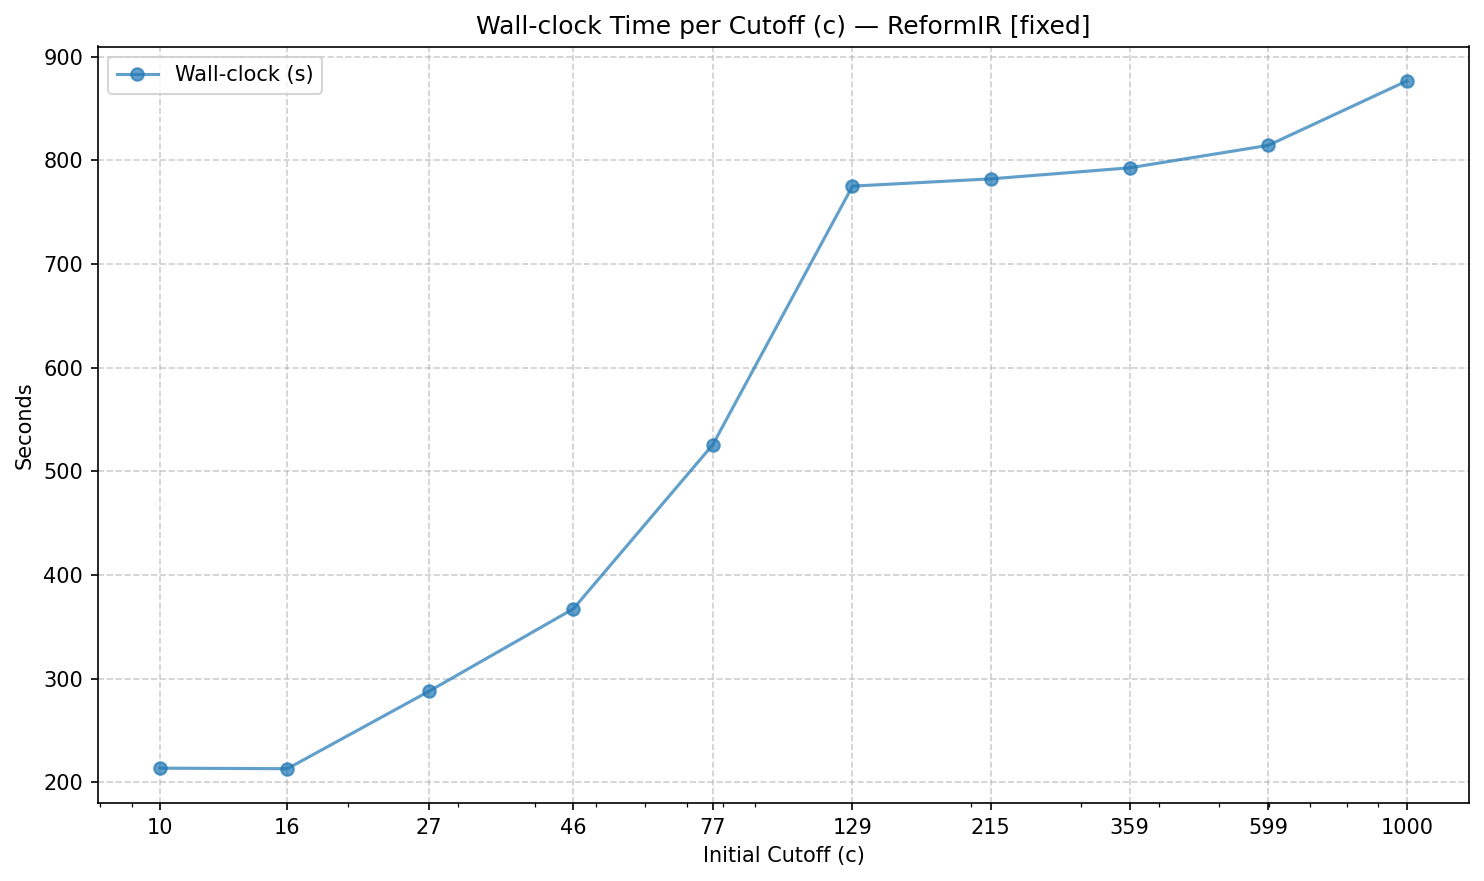 Wall-clock Time per Cutoff (c) — ReformIR [fixed]
Wall-clock (s)
900
800
700
600
500
400
300
200
Seconds
10 16 27 46 77 129 215 359 599 1000
Initial Cutoff (c)